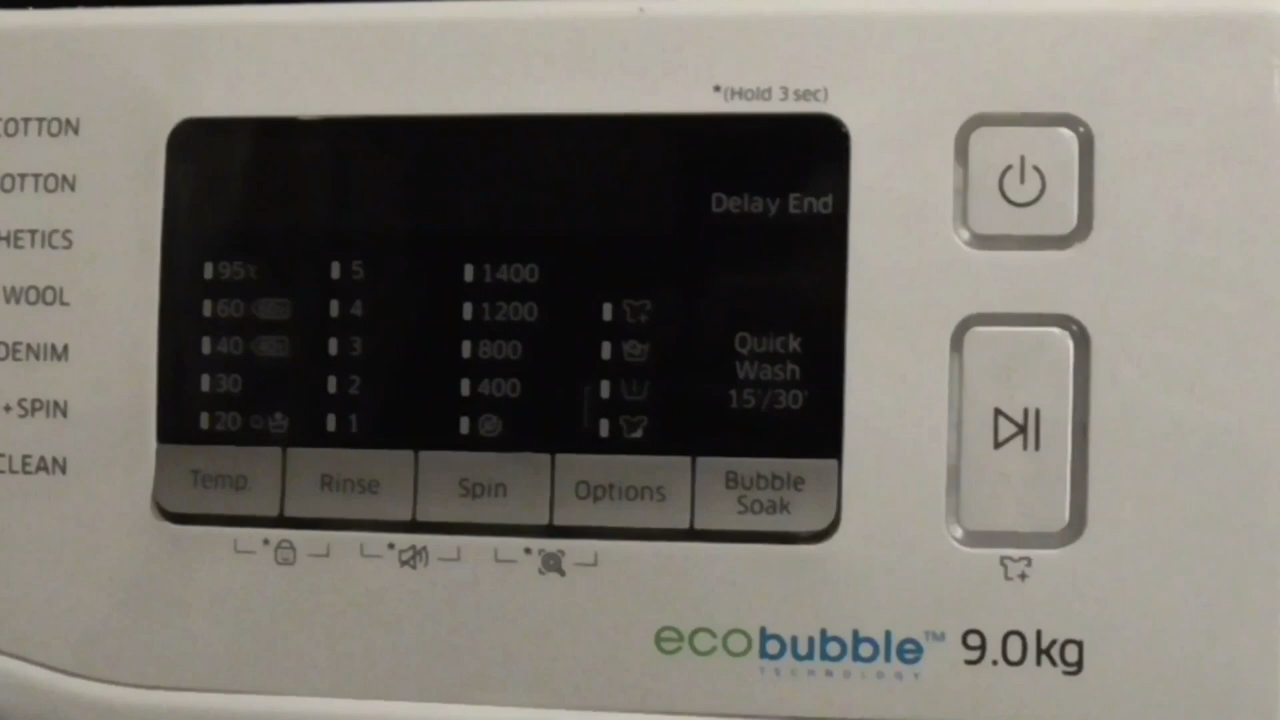 *(Hold 3 sec)
COTTON
OTTON
HETICS
WOOL
DENIM
+SPIN
CLEAN
Delay End
95℃ 5 1400
60 4 1200
40 3 800
30 2 400
20 1
Quick
Wash
15'/30'
Temp.
Rinse
Spin
Options
Bubble
Soak
* * *
ecobubble™ 9.0kg
TECHNOLOGY